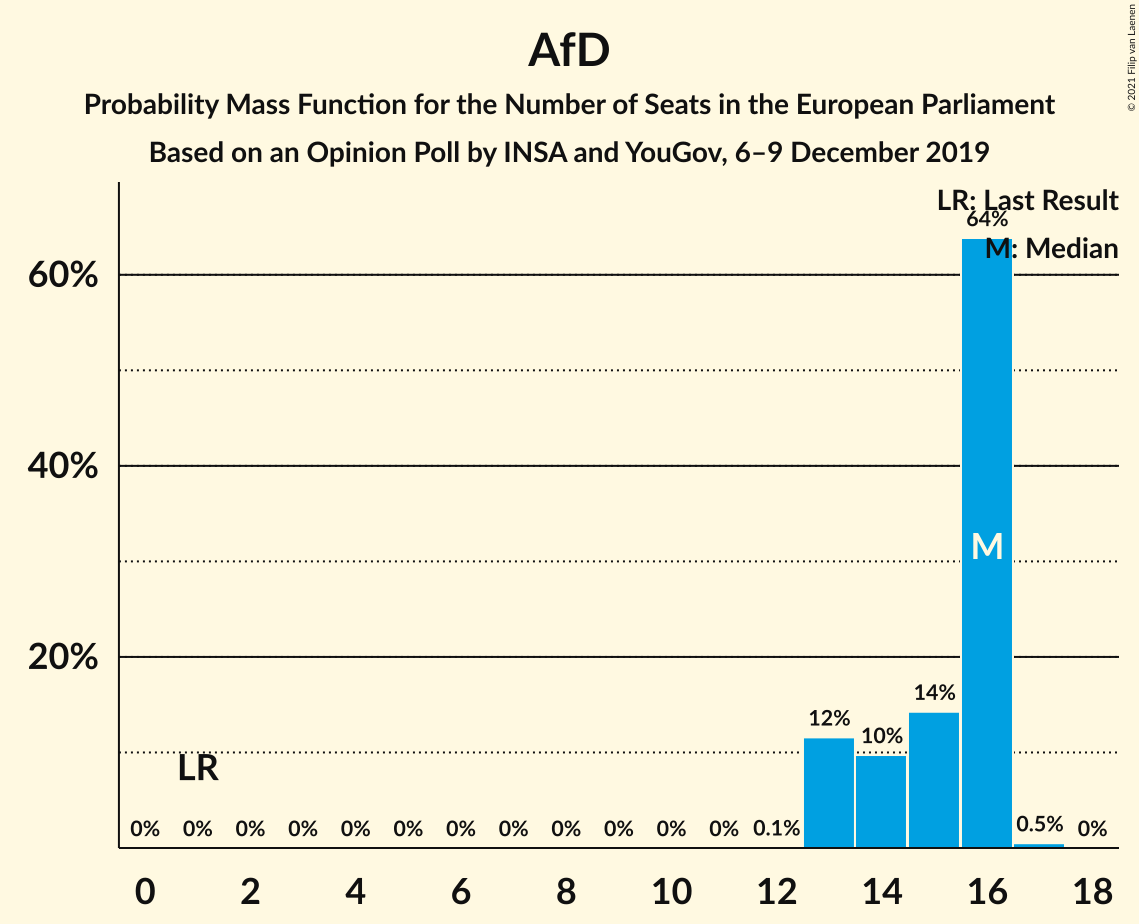 AfD
Probability Mass Function for the Number of Seats in the European Parliament
Based on an Opinion Poll by INSA and YouGov, 6–9 December 2019
© 2021 Filip van Laenen
LR: Last Result
M: Median
64%
60%
40%
20%
M
14%
12%
10%
LR
0% 0% 0% 0% 0% 0% 0% 0% 0% 0% 0% 0% 0.1% 0.5% 0%
0 2 4 6 8 10 12 14 16 18